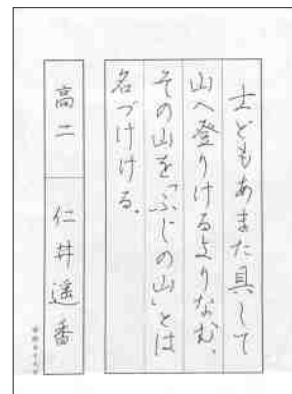 士どもあまた具して
山へ登りけるよりなむ、
その山を「ふじの山」とは
名づけける。
高二 仁井遥香